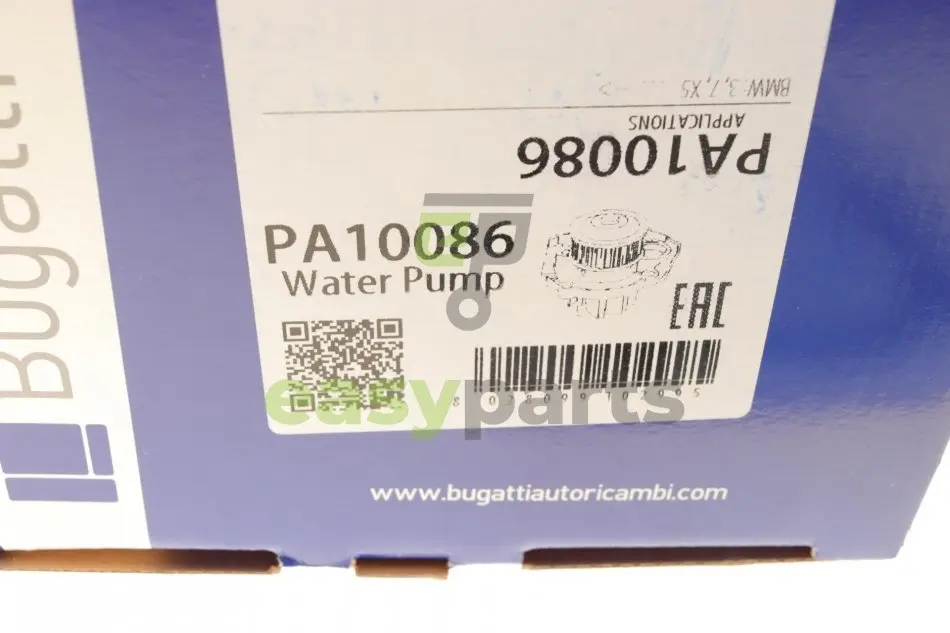 Bugatti
BMW: 3, 7, X5
APPLICATIONS
PA10086
PA10086
Water Pump
EAC
easyparts
www.bugattiautoricambi.com